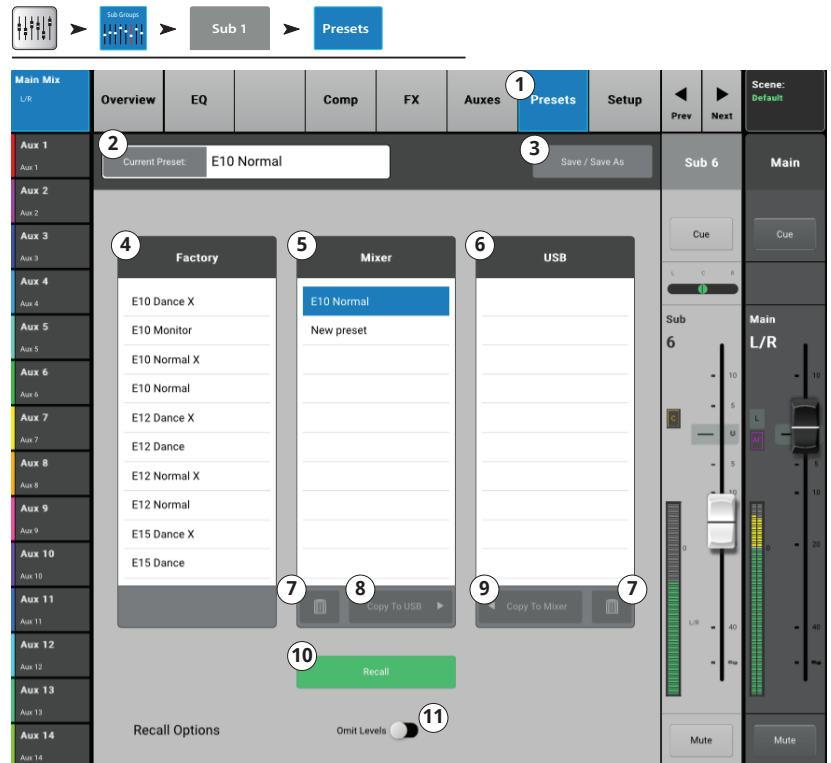 Sub Groups
Sub 1
Presets
Main Mix
L/R
Overview
EQ
Comp
FX
Auxes
1
Presets
Setup
Prev
Next
Scene:
Default
Aux 1
Aux 1
Aux 2
Aux 2
Aux 3
Aux 3
Aux 4
Aux 4
Aux 5
Aux 5
Aux 6
Aux 6
Aux 7
Aux 7
Aux 8
Aux 8
Aux 9
Aux 9
Aux 10
Aux 10
Aux 11
Aux 11
Aux 12
Aux 12
Aux 13
Aux 13
Aux 14
Aux 14
2
Current Preset:
E10 Normal
3
Save / Save As
4
Factory
E10 Dance X
E10 Monitor
E10 Normal X
E10 Normal
E12 Dance X
E12 Dance
E12 Normal X
E12 Normal
E15 Dance X
E15 Dance
5
Mixer
E10 Normal
New preset
7
8
Copy To USB
6
USB
9
Copy To Mixer
7
10
Recall
Recall Options
Omit Levels
11
Sub 6
Cue
L C R
Sub
6
10
5
C
U
5
10
0
L/R
40
∞
Mute
Main
Cue
Main
L/R
10
L
AF
5
10
0
20
40
∞
Mute